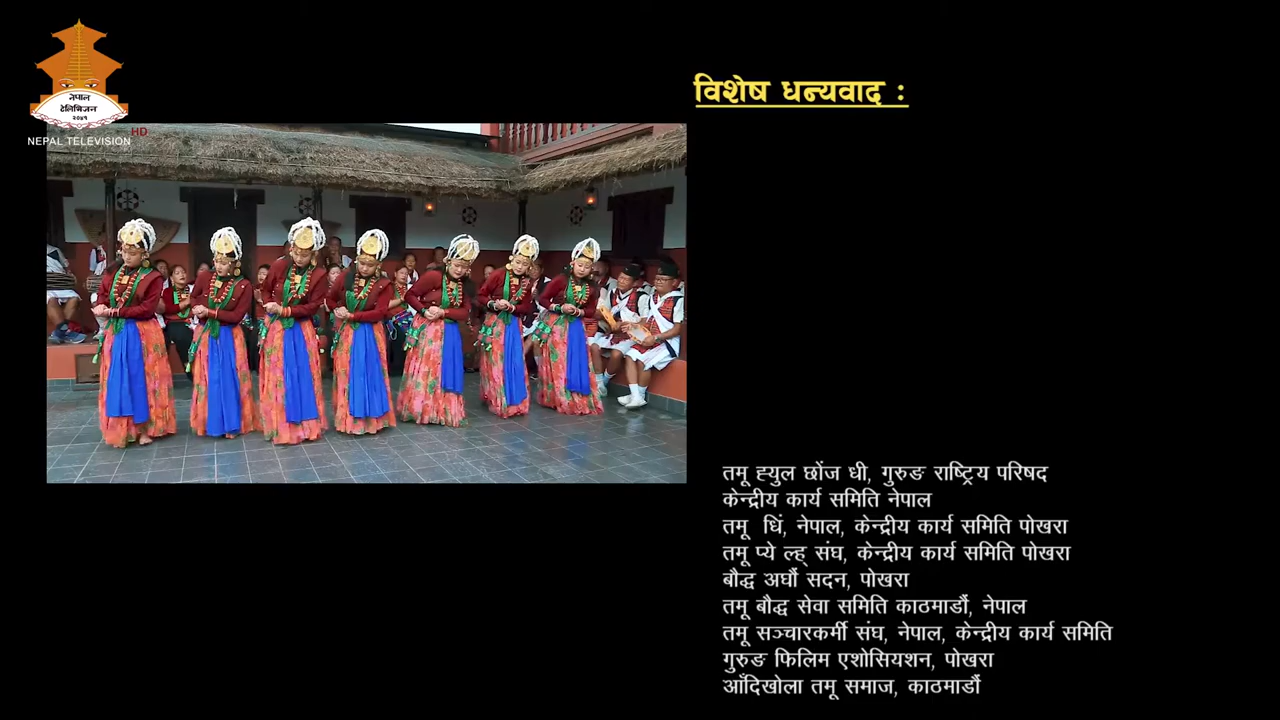 नेपाल
टेलिभिजन
२०४१
HD
NEPAL TELEVISION
विशेष धन्यवाद :
तमू ह्युल छोंज धी, गुरुङ राष्ट्रिय परिषद
केन्द्रीय कार्य समिति नेपाल
तमू धिं, नेपाल, केन्द्रीय कार्य समिति पोखरा
तमू प्ये ल्ह् संघ, केन्द्रीय कार्य समिति पोखरा
बौद्ध अर्घौं सदन, पोखरा
तमू बौद्ध सेवा समिति काठमाडौं, नेपाल
तमू सञ्चारकर्मी संघ, नेपाल, केन्द्रीय कार्य समिति
गुरुङ फिलिम एशोसियशन, पोखरा
आँदिखोला तमू समाज, काठमाडौं